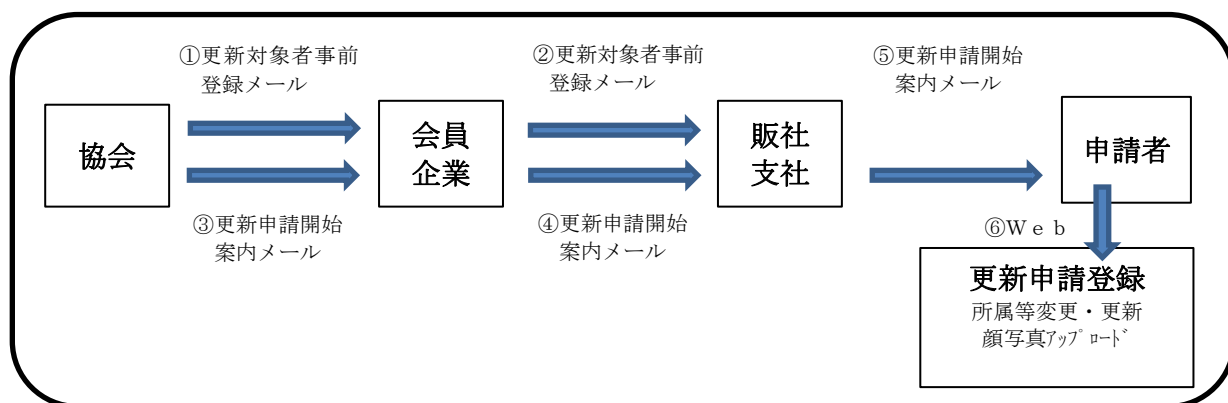 ①更新対象者事前
登録メール
②更新対象者事前
登録メール
⑤更新申請開始
案内メール
協会
会員
企業
販社
支社
申請者
③更新申請開始
案内メール
④更新申請開始
案内メール
⑥Ｗｅｂ
更新申請登録
所属等変更・更新
顔写真ｱｯﾌﾟﾛｰﾄﾞ